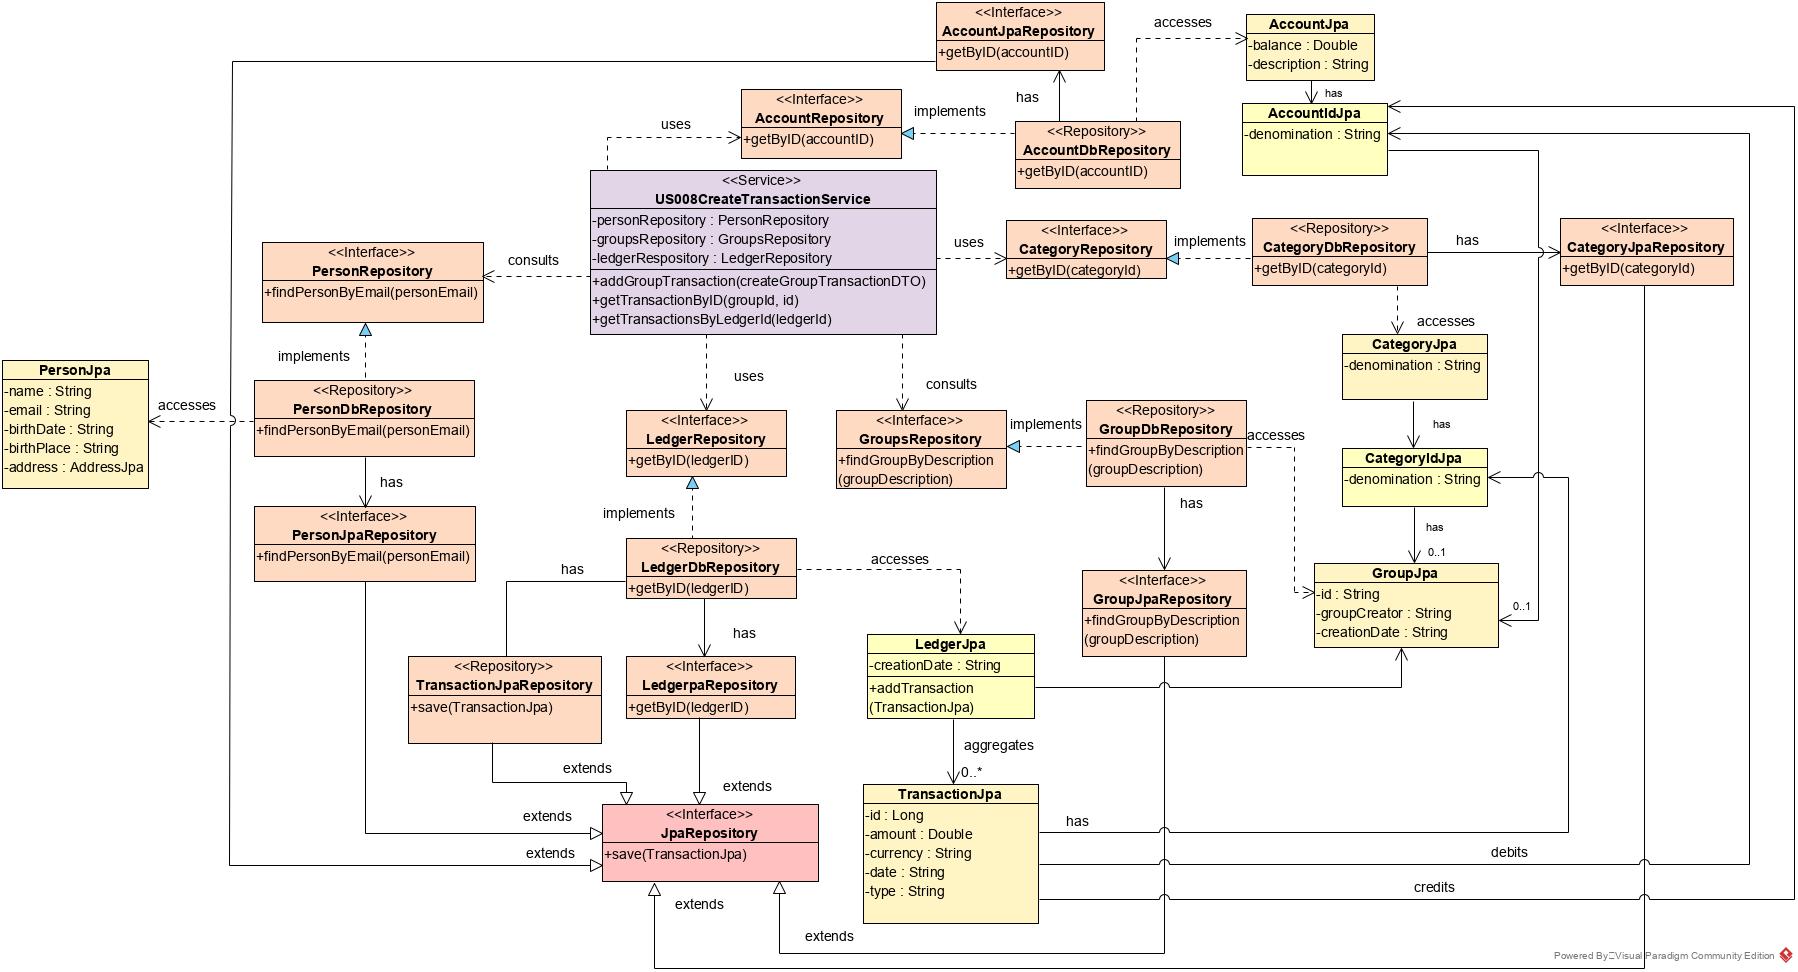 <<Interface>>
AccountJpaRepository
+getByID(accountID)
accesses
AccountJpa
-balance : Double
-description : String
has
<<Interface>>
AccountRepository
+getByID(accountID)
uses
implements
has
<<Repository>>
AccountDbRepository
+getByID(accountID)
AccountIdJpa
-denomination : String
<<Service>>
US008CreateTransactionService
-personRepository : PersonRepository
-groupsRepository : GroupsRepository
-ledgerRespository : LedgerRepository
+addGroupTransaction(createGroupTransactionDTO)
+getTransactionByID(groupId, id)
+getTransactionsByLedgerId(ledgerId)
<<Interface>>
PersonRepository
+findPersonByEmail(personEmail)
consults
uses
<<Interface>>
CategoryRepository
+getByID(categoryId)
implements
<<Repository>>
CategoryDbRepository
+getByID(categoryId)
has
<<Interface>>
CategoryJpaRepository
+getByID(categoryId)
accesses
CategoryJpa
-denomination : String
has
implements
PersonJpa
-name : String
-email : String
-birthDate : String
-birthPlace : String
-address : AddressJpa
accesses
<<Repository>>
PersonDbRepository
+findPersonByEmail(personEmail)
uses
consults
<<Interface>>
LedgerRepository
+getByID(ledgerID)
<<Interface>>
GroupsRepository
+findGroupByDescription
(groupDescription)
implements
<<Repository>>
GroupDbRepository
+findGroupByDescription
(groupDescription)
accesses
CategoryIdJpa
-denomination : String
has
0..1
has
<<Interface>>
PersonJpaRepository
+findPersonByEmail(personEmail)
implements
has
<<Repository>>
LedgerDbRepository
+getByID(ledgerID)
accesses
has
has
<<Interface>>
GroupJpaRepository
+findGroupByDescription
(groupDescription)
GroupJpa
-id : String
-groupCreator : String
-creationDate : String
0..1
<<Repository>>
TransactionJpaRepository
+save(TransactionJpa)
<<Interface>>
LedgerpaRepository
+getByID(ledgerID)
LedgerJpa
-creationDate : String
+addTransaction
(TransactionJpa)
aggregates
0..*
extends
extends
extends
extends
<<Interface>>
JpaRepository
+save(TransactionJpa)
TransactionJpa
-id : Long
-amount : Double
-currency : String
-date : String
-type : String
has
debits
credits
extends
extends
Powered By Visual Paradigm Community Edition